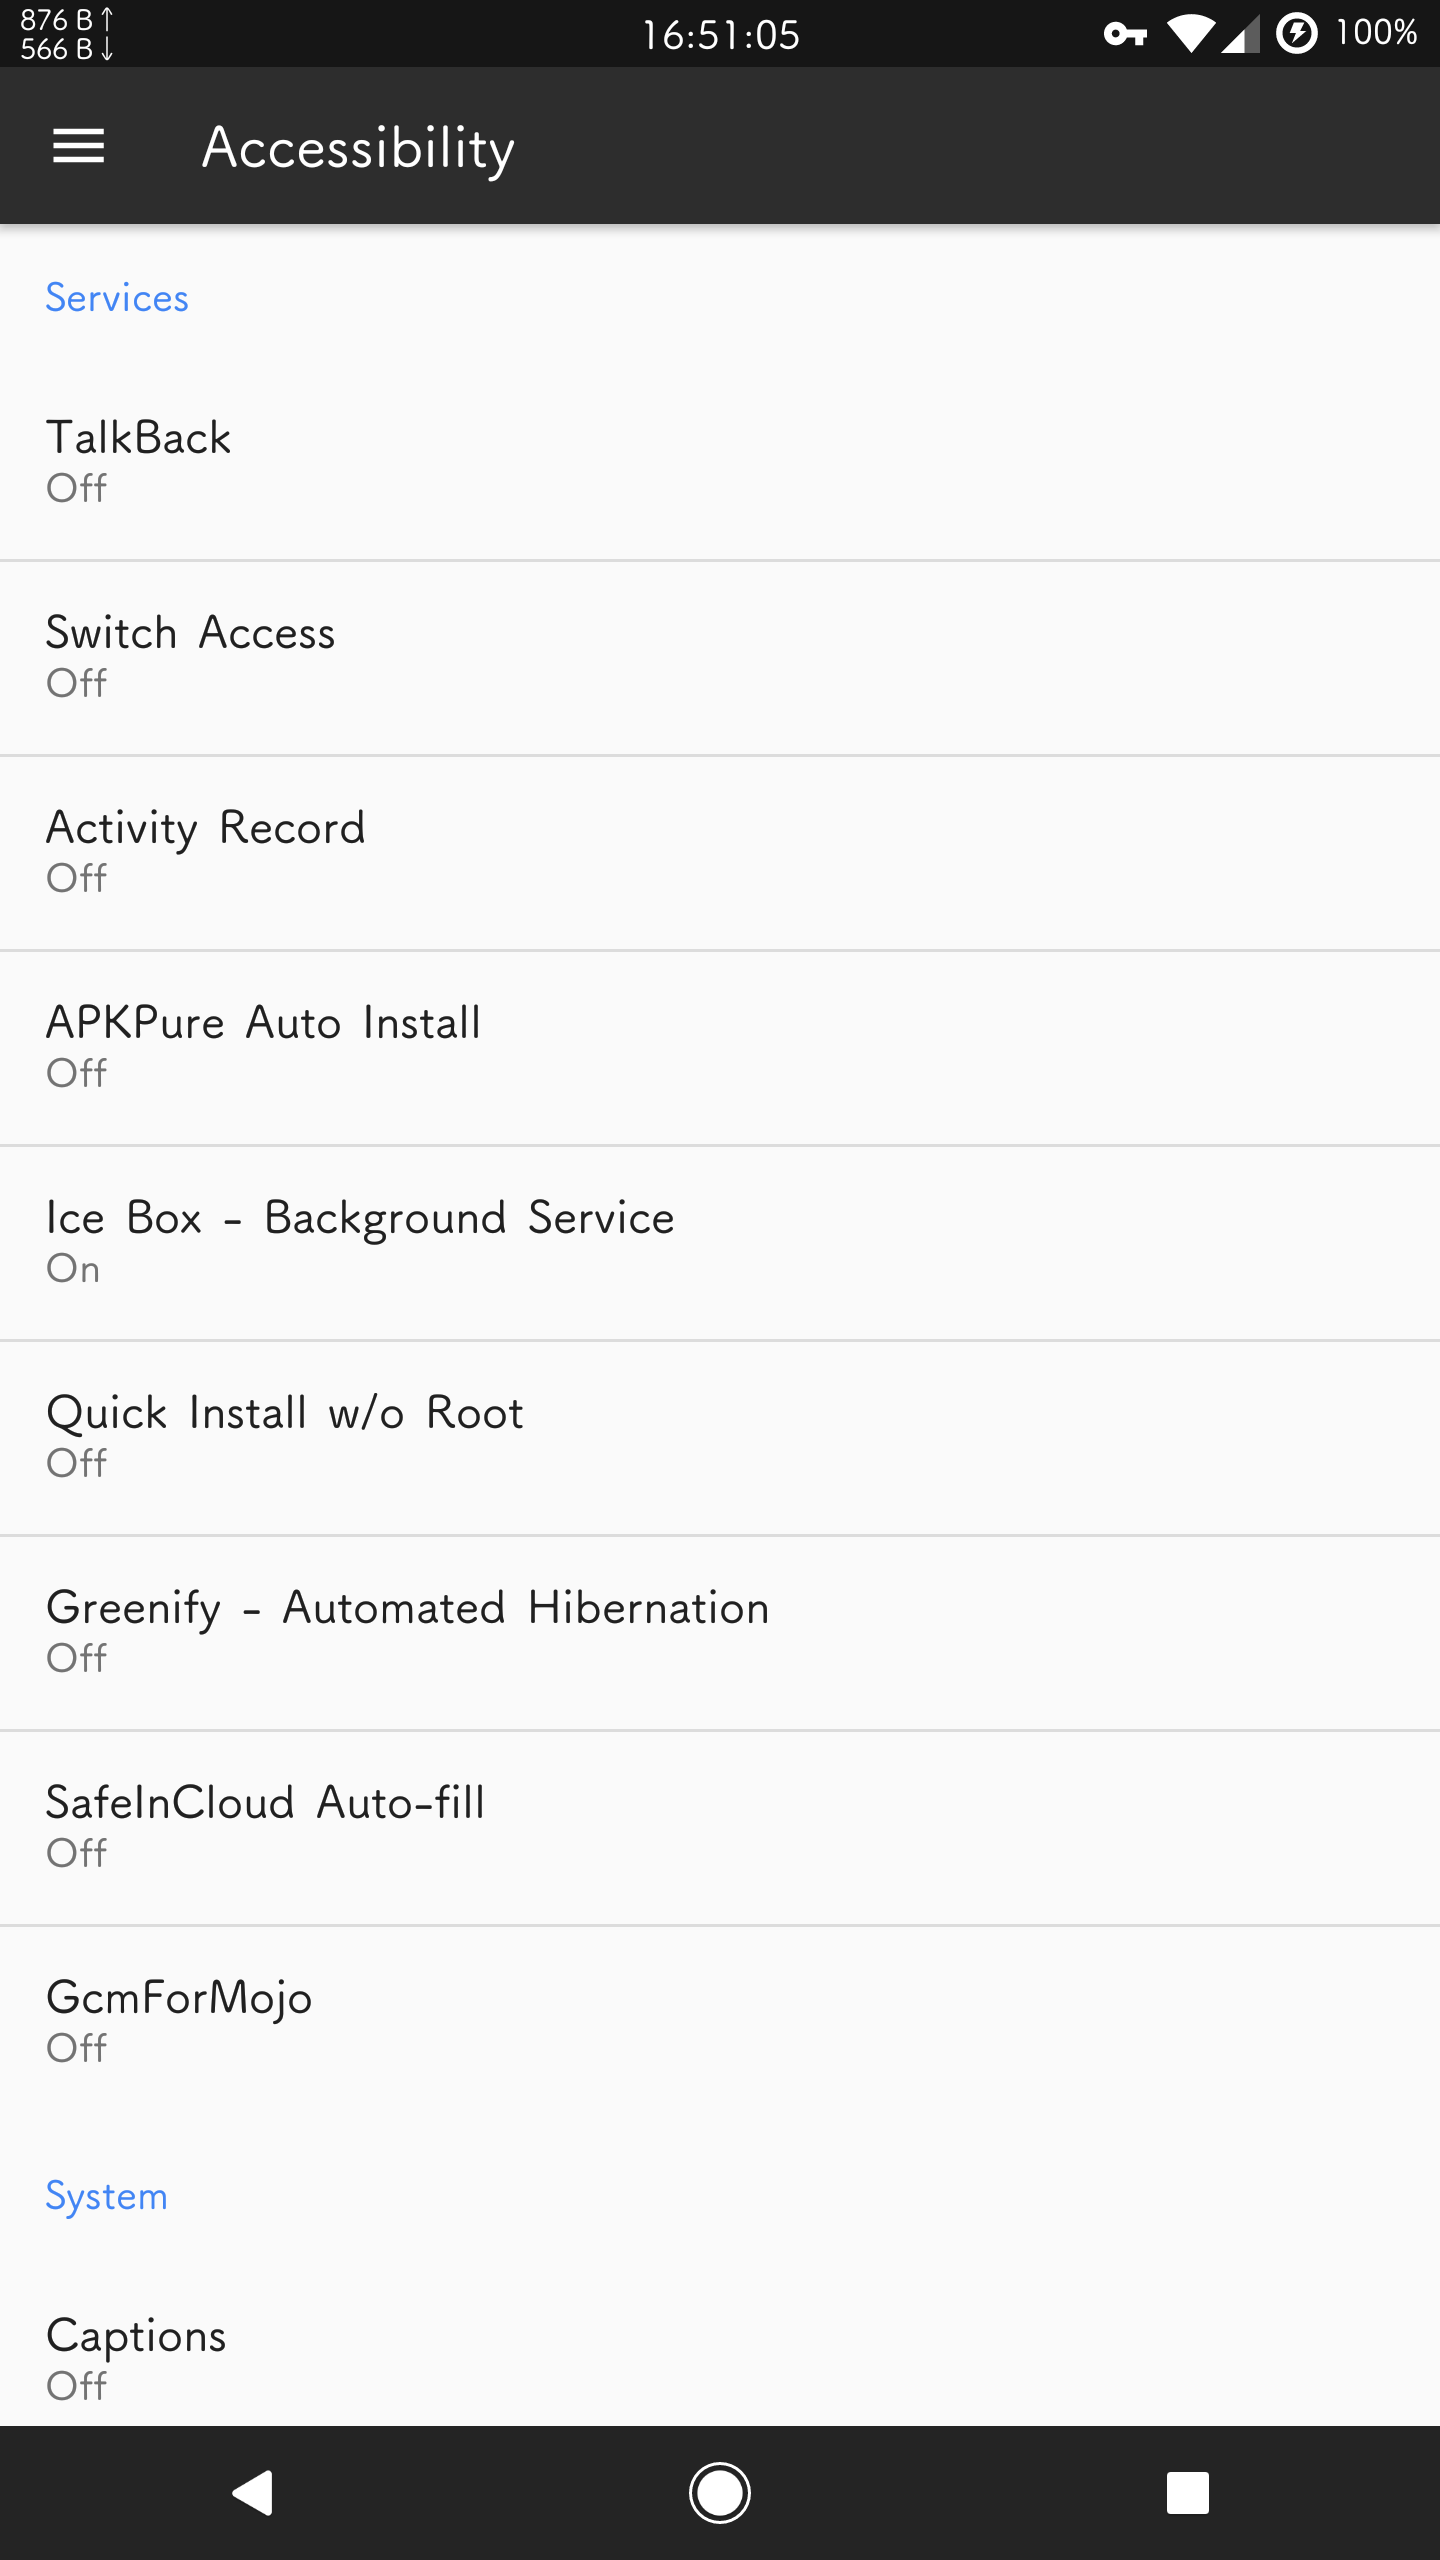 876 B↑
566 B↓
16:51:05
100%
Accessibility
Services
TalkBack
Off
Switch Access
Off
Activity Record
Off
APKPure Auto Install
Off
Ice Box - Background Service
On
Quick Install w/o Root
Off
Greenify - Automated Hibernation
Off
SafeInCloud Auto-fill
Off
GcmForMojo
Off
System
Captions
Off